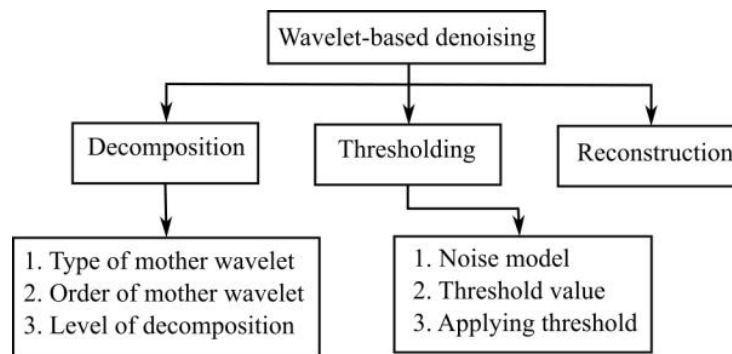 Wavelet-based denoising
Decomposition
Thresholding
Reconstruction
1. Type of mother wavelet
2. Order of mother wavelet
3. Level of decomposition
1. Noise model
2. Threshold value
3. Applying threshold